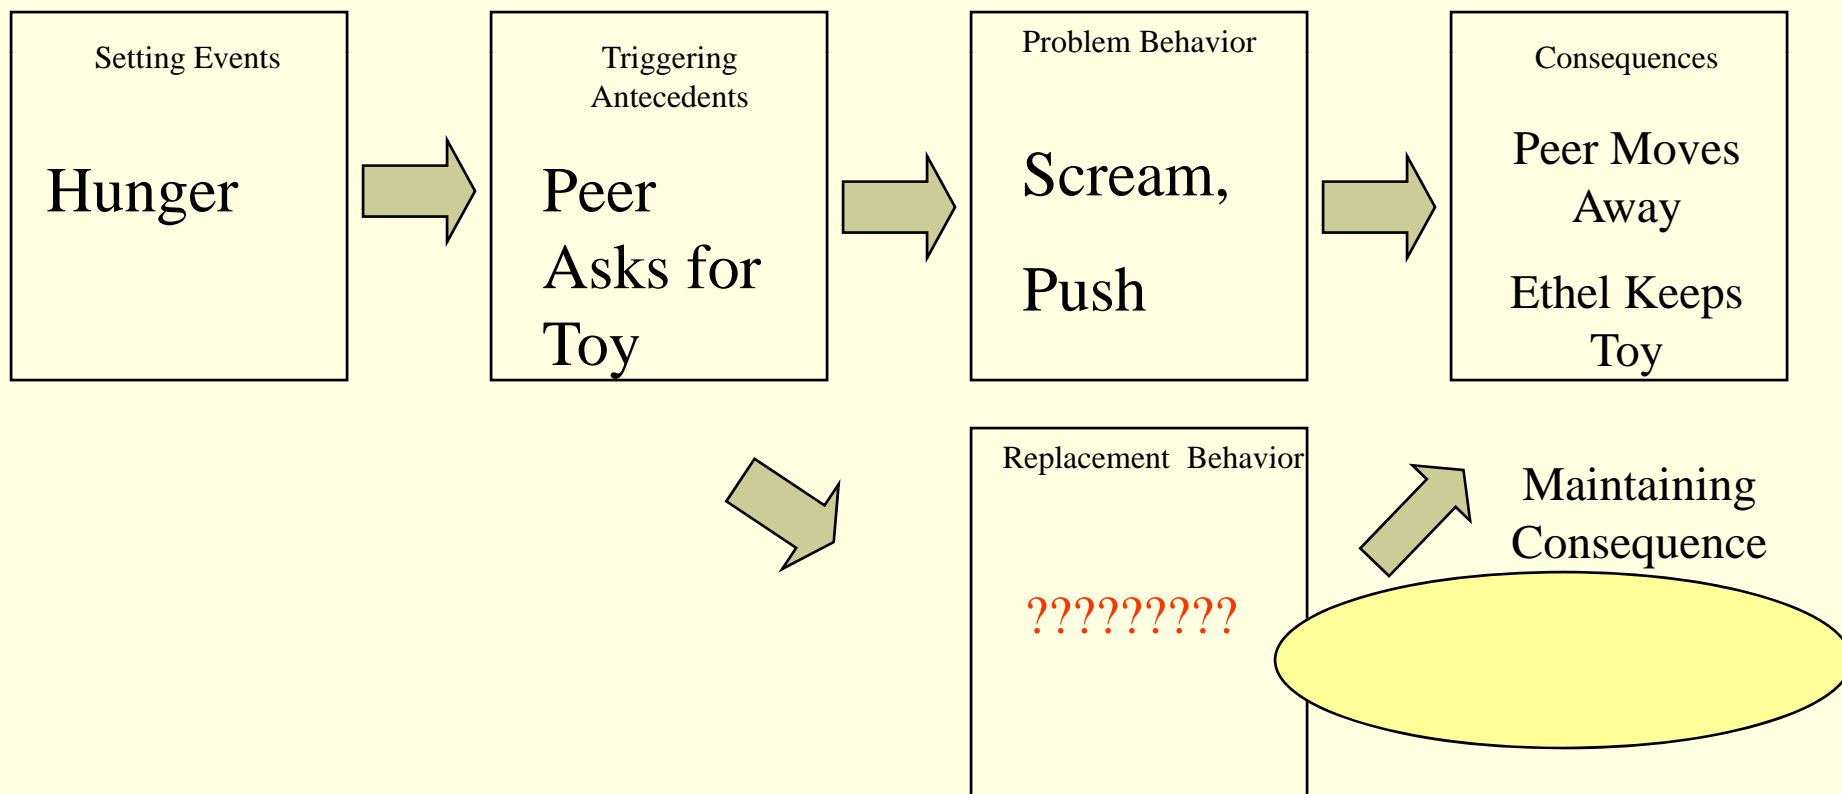 Setting Events
Hunger
Triggering
Antecedents
Peer
Asks for
Toy
Problem Behavior
Scream,
Push
Consequences
Peer Moves
Away
Ethel Keeps
Toy
Replacement Behavior
?????????
Maintaining
Consequence